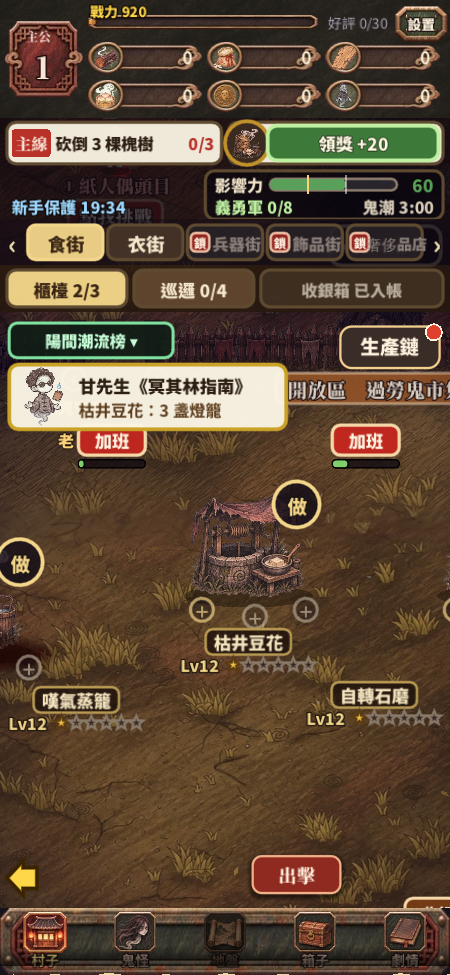 戰力.920
主公
1
好評 0/30
設置
0
0
0
0
0
0
主線 砍倒 3 棵槐樹 0/3
領獎 +20
紙人偶頭目
挑戰
新手保護 19:34
影響力 60
義勇軍 0/8
鬼潮 3:00
‹
食街
衣街
鎖 兵器街
鎖 飾品街
鎖 奢侈品店
›
櫃檯 2/3
巡邏 0/4
收銀箱 已入帳
陽間潮流榜 ▾
生產鏈
甘先生《冥其林指南》
枯井豆花：3 盞燈籠
開放區 過勞鬼市
老
加班
加班
做
做
枯井豆花
Lv12
嘆氣蒸籠
Lv12
自轉石磨
Lv12
出擊
村子
鬼怪
地盤
箱子
劇情